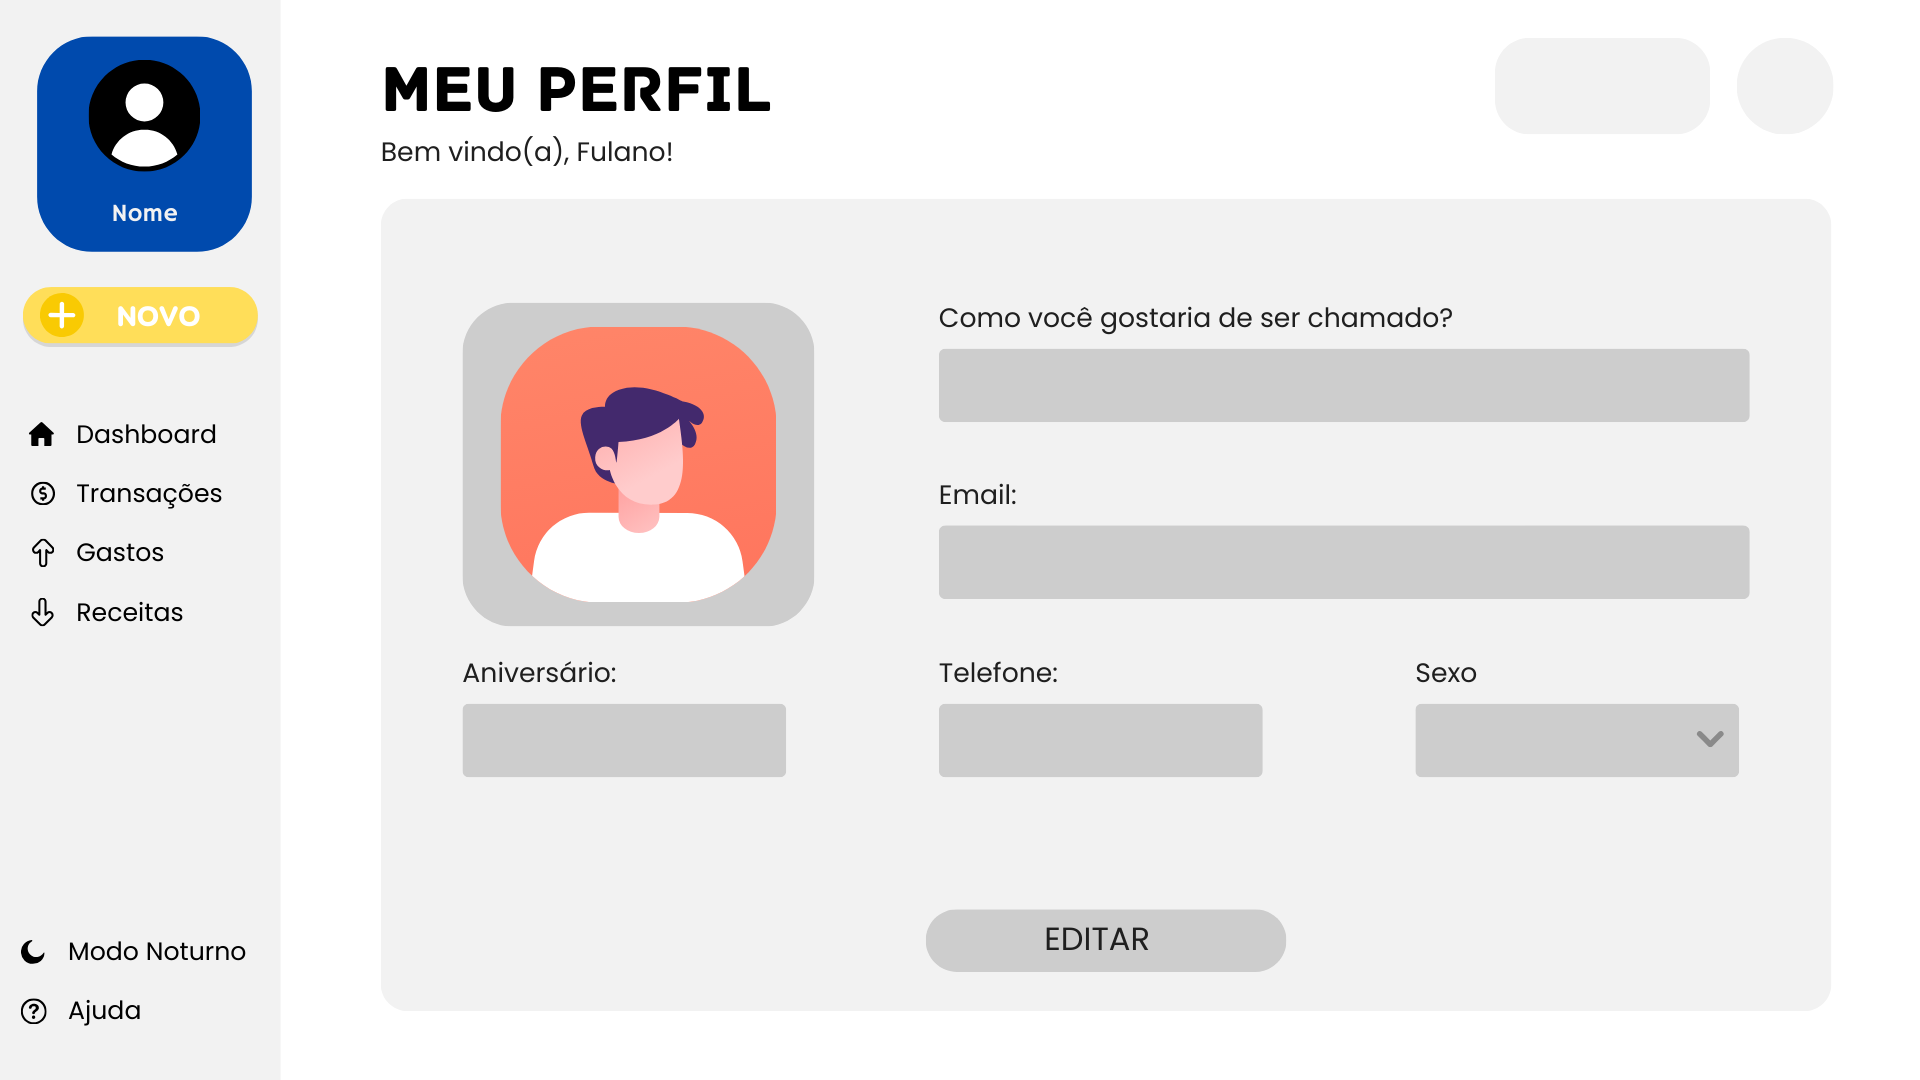 Nome
NOVO
Dashboard
Transações
Gastos
Receitas
Modo Noturno
Ajuda
MEU PERFIL
Bem vindo(a), Fulano!
Como você gostaria de ser chamado?
Email:
Aniversário:
Telefone:
Sexo
EDITAR